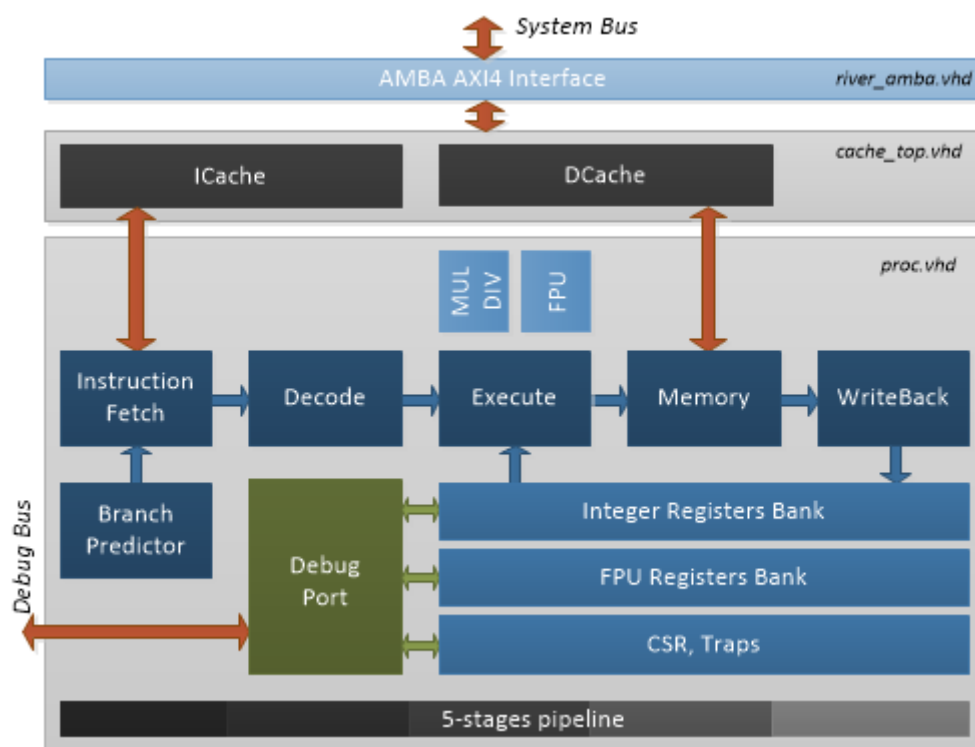 System Bus
AMBA AXI4 Interface
river_amba.vhd
cache_top.vhd
ICache
DCache
proc.vhd
MUL
DIV
FPU
Instruction
Fetch
Decode
Execute
Memory
WriteBack
Branch
Predictor
Debug
Port
Integer Registers Bank
FPU Registers Bank
CSR, Traps
Debug Bus
5-stages pipeline